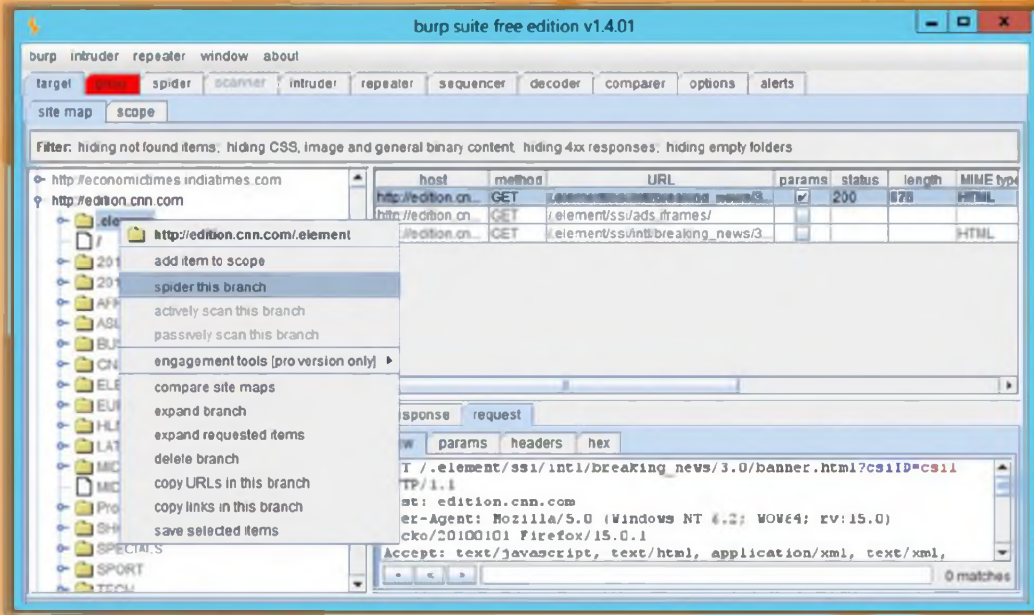 burp suite free edition v1.4.01
burp intruder repeater window about
target spider scanner intruder repeater sequencer decoder comparer options alerts
site map scope
Filter: hiding not found items; hiding CSS, image and general binary content; hiding 4xx responses; hiding empty folders
http://economictimes.indiatimes.com
http://edition.cnn.com
/
http://edition.cnn.com/.element
add item to scope
spider this branch
actively scan this branch
passively scan this branch
engagement tools [pro version only]
compare site maps
expand branch
expand requested items
delete branch
copy URLs in this branch
copy links in this branch
save selected items
SPECIALS
SPORT
TECH
host method URL params status length MIME type
http://edition.cn... GET 200 678 HTML
http://edition.cn... GET /.element/ssi/ads.iframes/
GET /.element/ssi/intl/breaking_news/3... HTML
request
params headers hex
/.element/ssi/intl/breaking_news/3.0/banner.html?csiID=csi1
TP/1.1
st: edition.cnn.com
er-Agent: Mozilla/5.0 (Windows NT 6.2; WOW64; rv:15.0)
cko/20100101 Firefox/15.0.1
Accept: text/javascript, text/html, application/xml, text/xml,
< >
0 matches